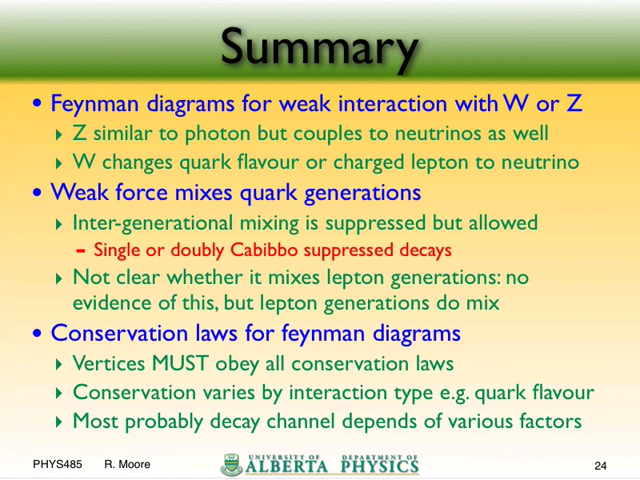 Summary
• Feynman diagrams for weak interaction with W or Z
‣ Z similar to photon but couples to neutrinos as well
‣ W changes quark flavour or charged lepton to neutrino
• Weak force mixes quark generations
‣ Inter-generational mixing is suppressed but allowed
- Single or doubly Cabibbo suppressed decays
‣ Not clear whether it mixes lepton generations: no
evidence of this, but lepton generations do mix
• Conservation laws for feynman diagrams
‣ Vertices MUST obey all conservation laws
‣ Conservation varies by interaction type e.g. quark flavour
‣ Most probably decay channel depends of various factors
PHYS485 R. Moore
UNIVERSITY OF DEPARTMENT OF
ALBERTA PHYSICS
24